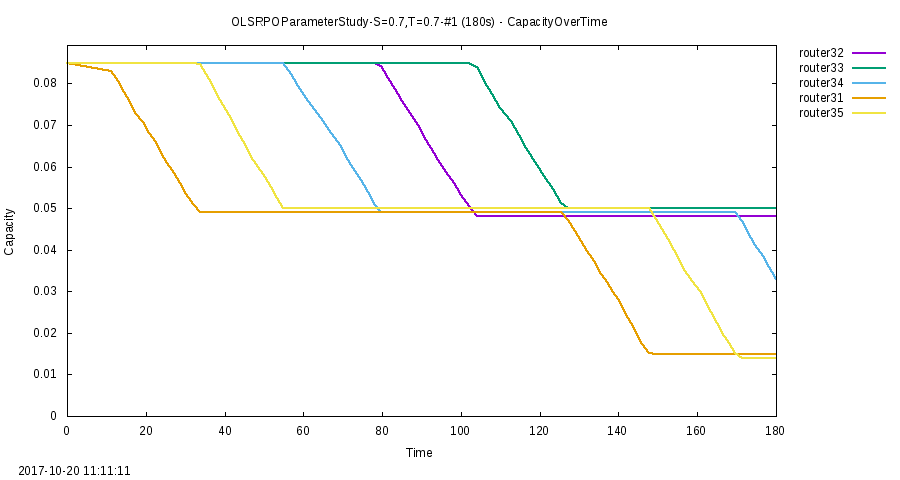 OLSRPOParameterStudy-S=0.7,T=0.7-#1 (180s) - CapacityOverTime
router32
router33
router34
router31
router35
0.08
0.07
0.06
0.05
0.04
0.03
0.02
0.01
0
Capacity
0 20 40 60 80 100 120 140 160 180
Time
2017-10-20 11:11:11